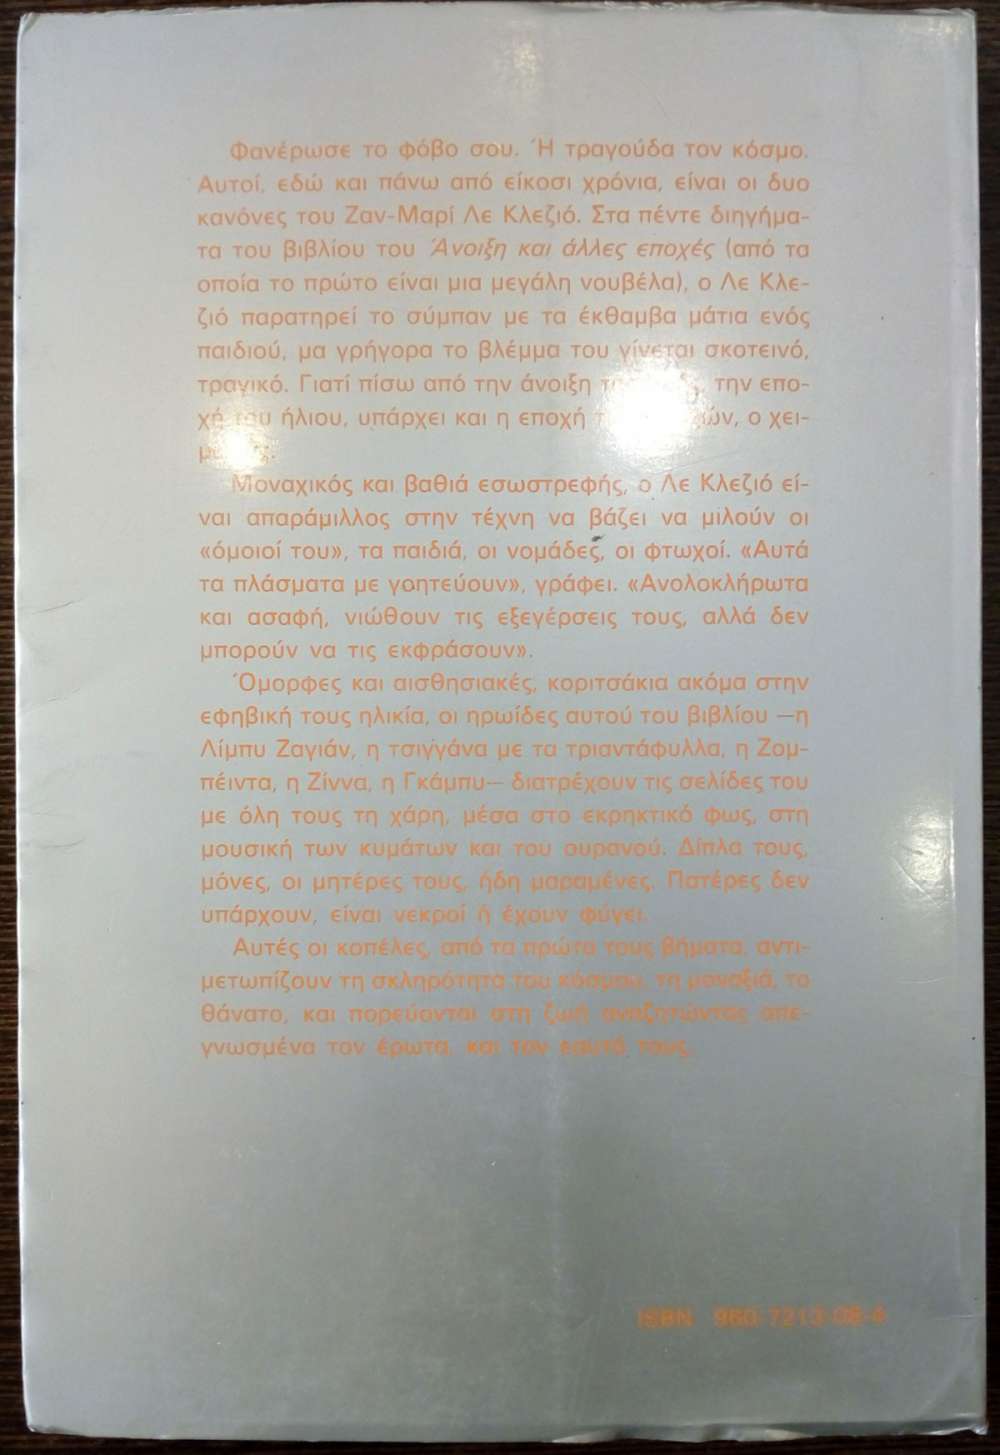 Φανέρωσε το φόβο σου. Ή τραγούδα τον κόσμο.
Αυτοί, εδώ και πάνω από είκοσι χρόνια, είναι οι δυο
κανόνες του Ζαν-Μαρί Λε Κλεζιό. Στα πέντε διηγήμα-
τα του βιβλίου του Άνοιξη και άλλες εποχές (από τα
οποία το πρώτο είναι μια μεγάλη νουβέλα), ο Λε Κλε-
ζιό παρατηρεί το σύμπαν με τα έκθαμβα μάτια ενός
παιδιού, μα γρήγορα το βλέμμα του γίνεται σκοτεινό,
τραγικό. Γιατί πίσω από την άνοιξη την επο-
χή του ήλιου, υπάρχει και η εποχή ο χει-
Μοναχικός και βαθιά εσωστρεφής, ο Λε Κλεζιό εί-
ναι απαράμιλλος στην τέχνη να βάζει να μιλούν οι
«όμοιοί του», τα παιδιά, οι νομάδες, οι φτωχοί. «Αυτά
τα πλάσματα με γοητεύουν», γράφει. «Ανολοκλήρωτα
και ασαφή, νιώθουν τις εξεγέρσεις τους, αλλά δεν
μπορούν να τις εκφράσουν».
Όμορφες και αισθησιακές, κοριτσάκια ακόμα στην
εφηβική τους ηλικία, οι ηρωίδες αυτού του βιβλίου —η
Λίμπυ Ζαγιάν, η τσιγγάνα με τα τριαντάφυλλα, η Ζομ-
πέιντα, η Ζίννα, η Γκάμπυ— διατρέχουν τις σελίδες του
με όλη τους τη χάρη, μέσα στο εκρηκτικό φως, στη
μουσική των κυμάτων και του ουρανού. Δίπλα τους,
μόνες, οι μητέρες τους, ήδη μαραμένες. Πατέρες δεν
υπάρχουν, είναι νεκροί ή έχουν φύγει.
Αυτές οι κοπέλες, από τα πρώτα τους βήματα, αντι-
μετωπίζουν τη σκληρότητα του κόσμου, τη μοναξιά, το
θάνατο, και πορεύονται στη ζωή αναζητώντας απε-
γνωσμένα τον έρωτα, και τον εαυτό τους.
ISBN 960-7213-08-6